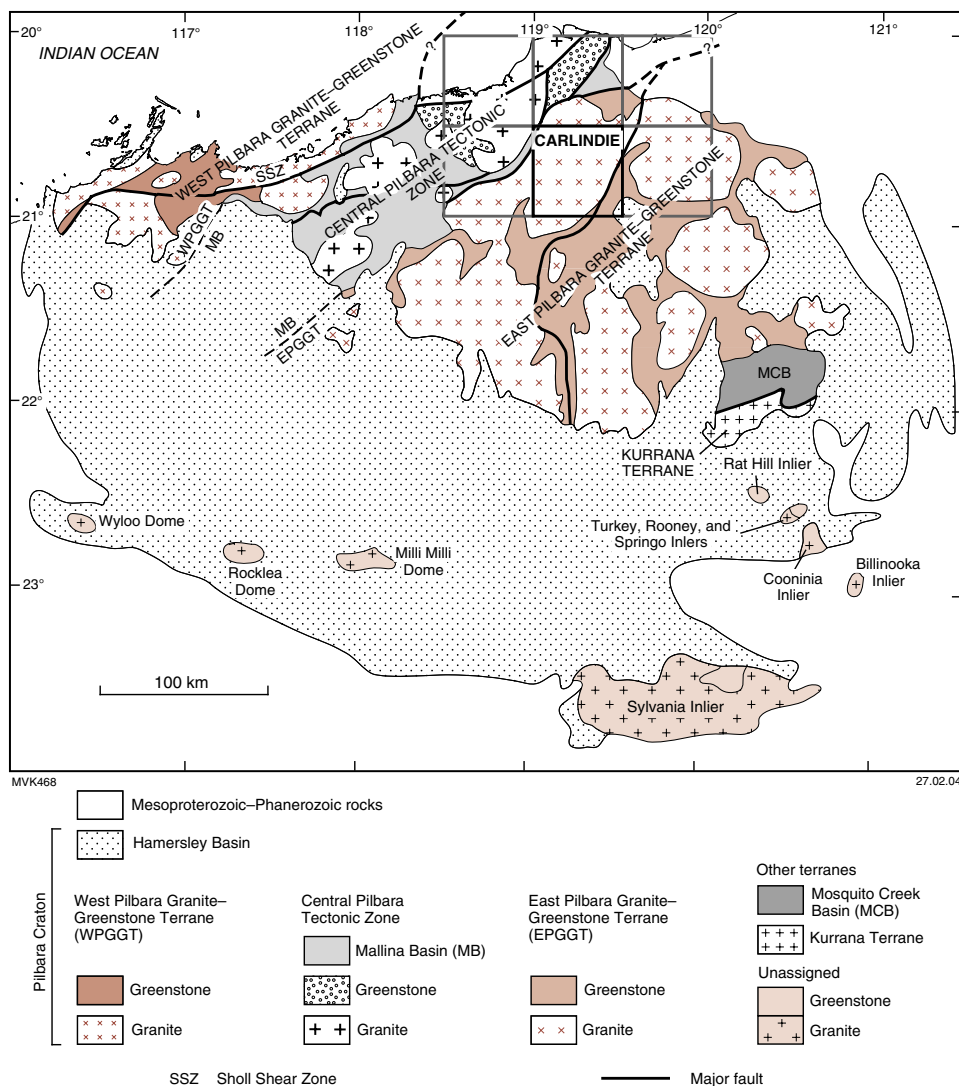 20°
117°
118°
119°
120°
121°
INDIAN OCEAN
?
?
WEST PILBARA GRANITE–GREENSTONE
TERRANE
SSZ
CENTRAL PILBARA TECTONIC
ZONE
CARLINDIE
21°
WPGGT
MB
EAST PILBARA GRANITE–GREENSTONE
TERRANE
MB
EPGGT
MCB
22°
KURRANA
TERRANE
Rat Hill Inlier
Wyloo Dome
Turkey, Rooney, and
Springo Inlers
Rocklea
Dome
Milli Milli
Dome
Cooninia
Inlier
Billinooka
Inlier
23°
100 km
Sylvania Inlier
MVK468
27.02.04
Mesoproterozoic–Phanerozoic rocks
Hamersley Basin
Pilbara Craton
West Pilbara Granite–
Greenstone Terrane
(WPGGT)
Greenstone
Granite
Central Pilbara
Tectonic Zone
Mallina Basin (MB)
Greenstone
Granite
East Pilbara Granite–
Greenstone Terrane
(EPGGT)
Greenstone
Granite
Other terranes
Mosquito Creek
Basin (MCB)
Kurrana Terrane
Unassigned
Greenstone
Granite
SSZ Sholl Shear Zone
Major fault